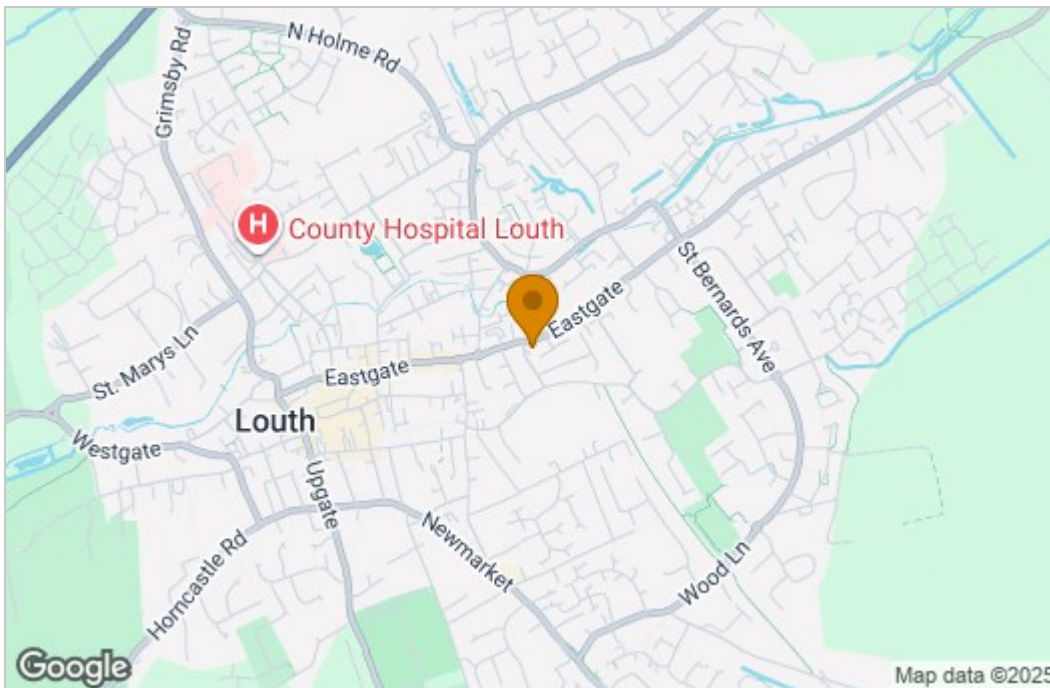 N Holme Rd
Grimsby Rd
H
County Hospital Louth
St Bernards Ave
Eastgate
St. Marys Ln
Eastgate
Louth
Westgate
Upgate
Newmarket
Horncastle Rd
Wood Ln
Google
Map data ©2025